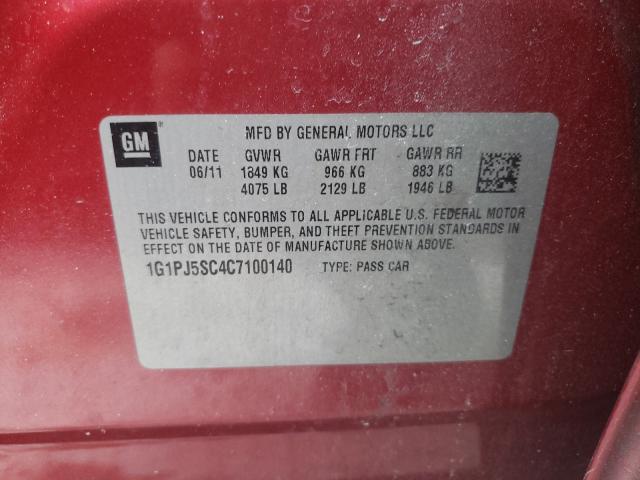 GM
MFD BY GENERAL MOTORS LLC
DATE GVWR GAWR FRT GAWR RR
06/11 1849 KG 966 KG 883 KG
4075 LB 2129 LB 1946 LB
THIS VEHICLE CONFORMS TO ALL APPLICABLE U.S. FEDERAL MOTOR
VEHICLE SAFETY, BUMPER, AND THEFT PREVENTION STANDARDS IN
EFFECT ON THE DATE OF MANUFACTURE SHOWN ABOVE.
1G1PJ5SC4C7100140 TYPE: PASS CAR